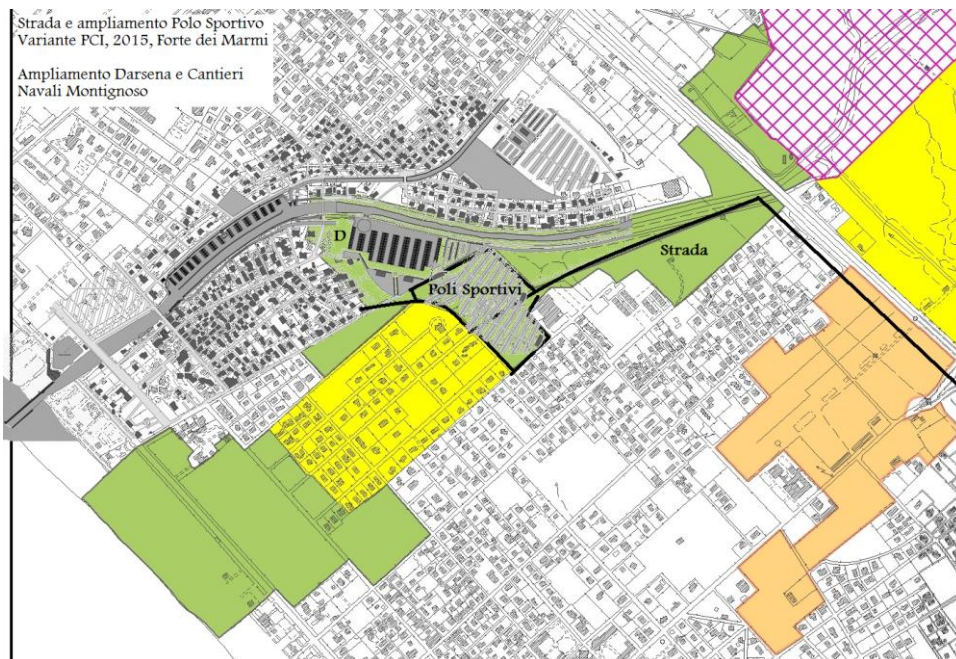 Strada e ampliamento Polo Sportivo
Variante PCI, 2015, Forte dei Marmi
Ampliamento Darsena e Cantieri
Navali Montignoso
D
Strada
Poli Sportivi